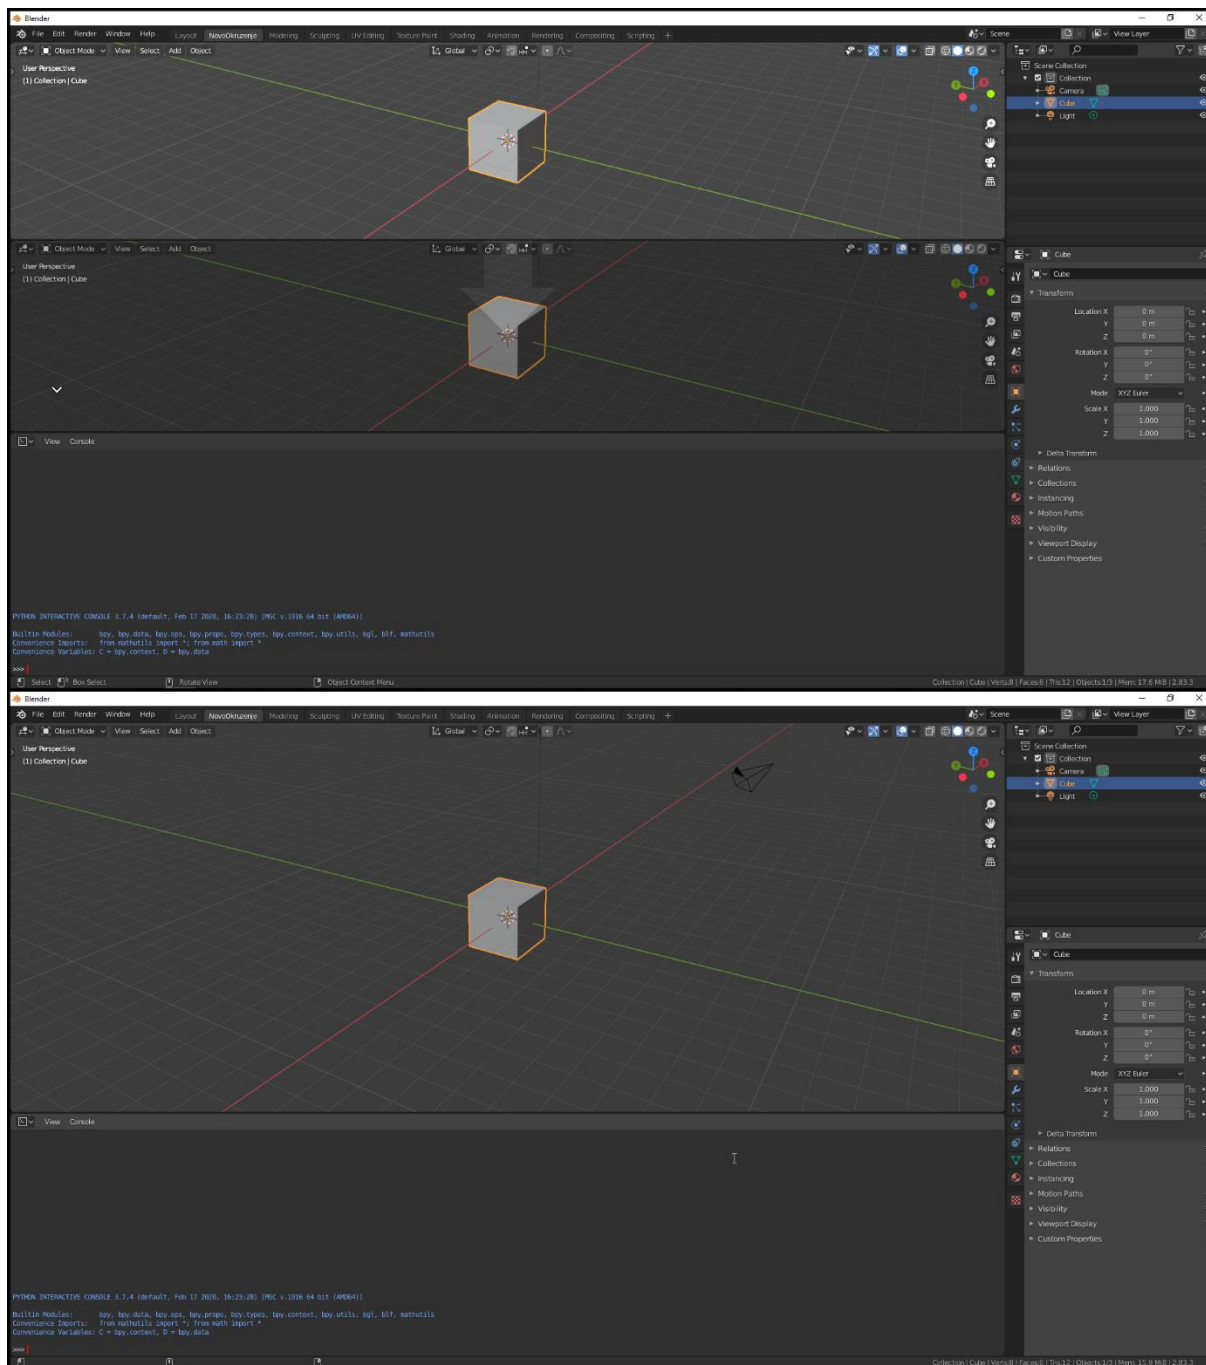 Blender
File Edit Render Window Help Layout NovoOkruzenje Modeling Sculpting UV Editing Texture Paint Shading Animation Rendering Compositing Scripting + Scene View Layer
Object Mode View Select Add Object Global
User Perspective
(1) Collection | Cube
Scene Collection
Collection
Camera
Cube
Light
Object Mode View Select Add Object Global
User Perspective
(1) Collection | Cube
Cube
Cube
Transform
Location X 0 m
Y 0 m
Z 0 m
Rotation X 0°
Y 0°
Z 0°
Mode XYZ Euler
Scale X 1.000
Y 1.000
Z 1.000
Delta Transform
Relations
Collections
Instancing
Motion Paths
Visibility
Viewport Display
Custom Properties
View Console
PYTHON INTERACTIVE CONSOLE 3.7.4 (default, Feb 17 2020, 16:23:28) [MSC v.1916 64 bit (AMD64)]
Builtin Modules: bpy, bpy.data, bpy.ops, bpy.props, bpy.types, bpy.context, bpy.utils, bgl, blf, mathutils
Convenience Imports: from mathutils import *; from math import *
Convenience Variables: C = bpy.context, D = bpy.data
>>>
Select Box Select Rotate View Object Context Menu Collection | Cube | Verts:8 | Faces:6 | Tris:12 | Objects:1/3 | Mem: 17.6 MiB | 2.83.3
Blender
File Edit Render Window Help Layout NovoOkruzenje Modeling Sculpting UV Editing Texture Paint Shading Animation Rendering Compositing Scripting + Scene View Layer
Object Mode View Select Add Object Global
User Perspective
(1) Collection | Cube
Scene Collection
Collection
Camera
Cube
Light
Cube
Cube
Transform
Location X 0 m
Y 0 m
Z 0 m
Rotation X 0°
Y 0°
Z 0°
Mode XYZ Euler
Scale X 1.000
Y 1.000
Z 1.000
Delta Transform
Relations
Collections
Instancing
Motion Paths
Visibility
Viewport Display
Custom Properties
View Console
PYTHON INTERACTIVE CONSOLE 3.7.4 (default, Feb 17 2020, 16:23:28) [MSC v.1916 64 bit (AMD64)]
Builtin Modules: bpy, bpy.data, bpy.ops, bpy.props, bpy.types, bpy.context, bpy.utils, bgl, blf, mathutils
Convenience Imports: from mathutils import *; from math import *
Convenience Variables: C = bpy.context, D = bpy.data
>>>
Collection | Cube | Verts:8 | Faces:6 | Tris:12 | Objects:1/3 | Mem: 15.9 MiB | 2.83.3